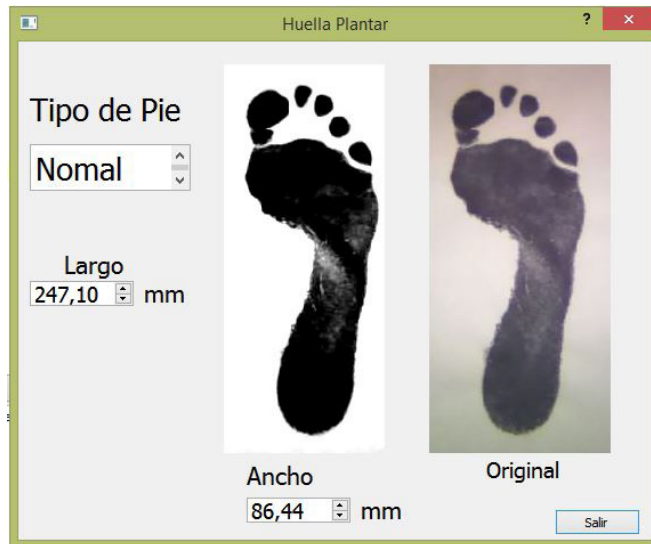 Huella Plantar
?
Tipo de Pie
Nomal
Largo
247,10 mm
Ancho
86,44 mm
Original
Salir